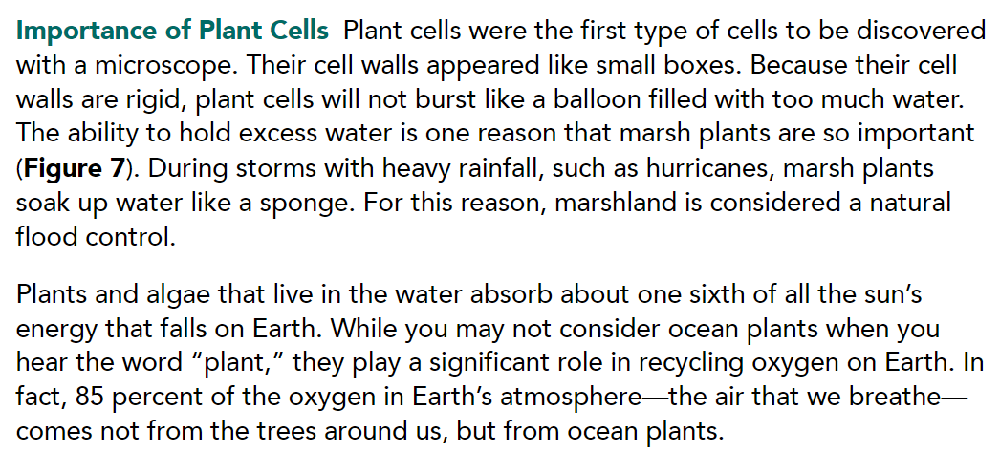 Importance of Plant Cells Plant cells were the first type of cells to be discovered
with a microscope. Their cell walls appeared like small boxes. Because their cell
walls are rigid, plant cells will not burst like a balloon filled with too much water.
The ability to hold excess water is one reason that marsh plants are so important
(Figure 7). During storms with heavy rainfall, such as hurricanes, marsh plants
soak up water like a sponge. For this reason, marshland is considered a natural
flood control.
Plants and algae that live in the water absorb about one sixth of all the sun’s
energy that falls on Earth. While you may not consider ocean plants when you
hear the word “plant,” they play a significant role in recycling oxygen on Earth. In
fact, 85 percent of the oxygen in Earth’s atmosphere—the air that we breathe—
comes not from the trees around us, but from ocean plants.